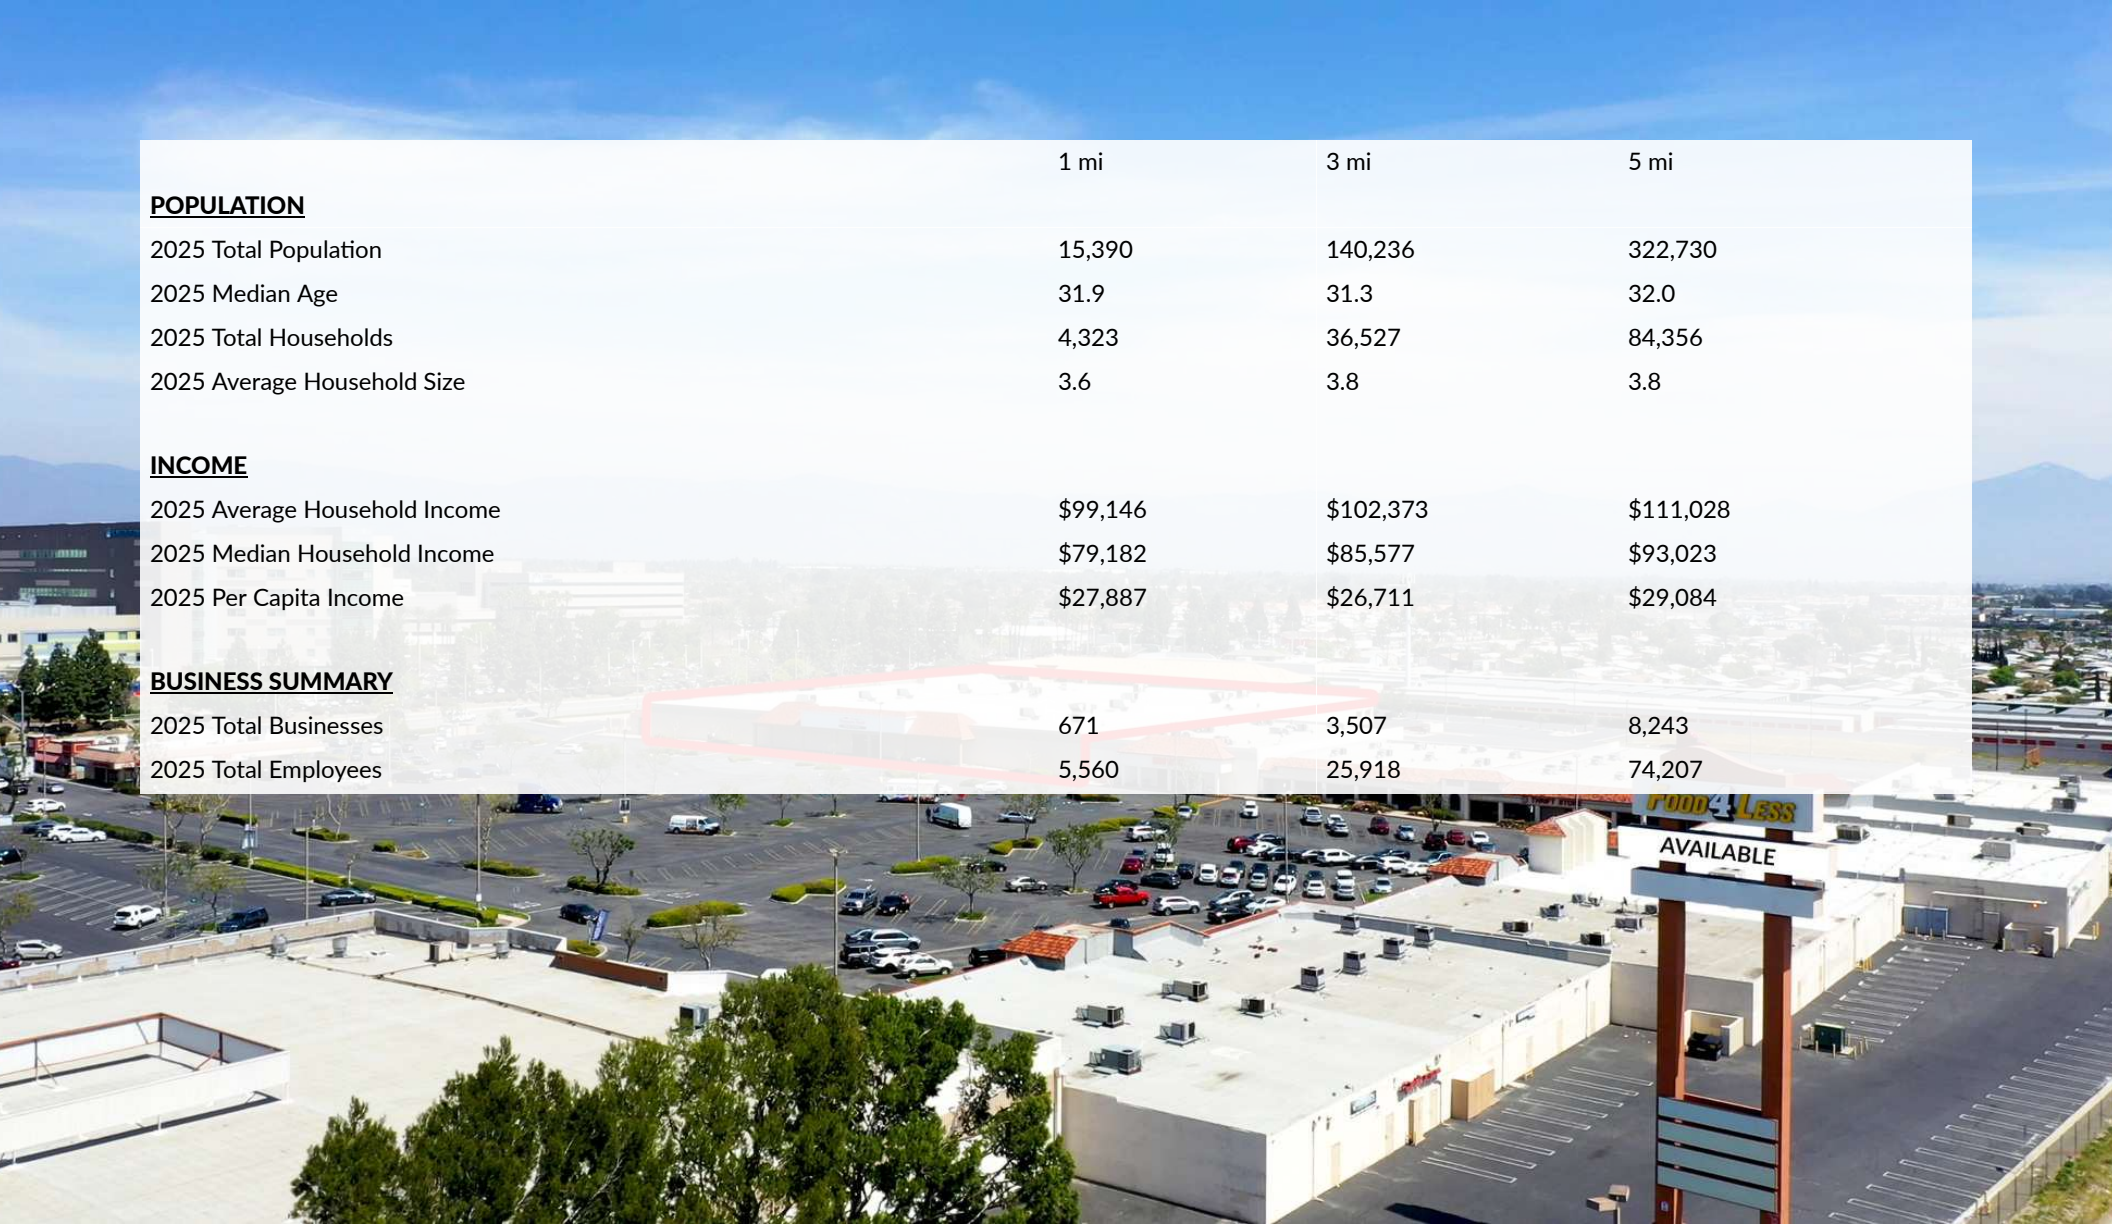 1 mi 3 mi 5 mi
POPULATION
2025 Total Population 15,390 140,236 322,730
2025 Median Age 31.9 31.3 32.0
2025 Total Households 4,323 36,527 84,356
2025 Average Household Size 3.6 3.8 3.8
INCOME
2025 Average Household Income $99,146 $102,373 $111,028
2025 Median Household Income $79,182 $85,577 $93,023
2025 Per Capita Income $27,887 $26,711 $29,084
BUSINESS SUMMARY
2025 Total Businesses 671 3,507 8,243
2025 Total Employees 5,560 25,918 74,207
FOOD 4 LESS
AVAILABLE